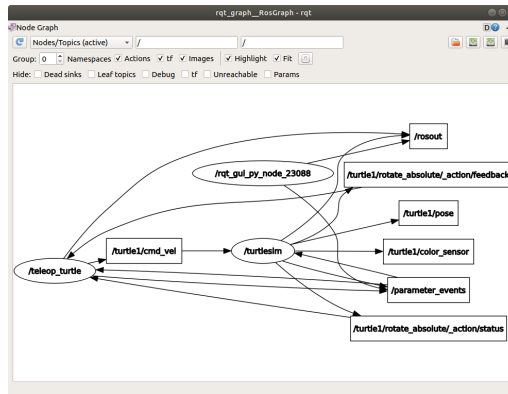 rqt_graph__RosGraph - rqt
Node Graph
D
Nodes/Topics (active) / /
Group: 0 Namespaces Actions tf Images Highlight Fit
Hide: Dead sinks Leaf topics Debug tf Unreachable Params
/rosout
/rqt_gui_py_node_23088
/turtle1/rotate_absolute/_action/feedback
/turtle1/pose
/turtle1/cmd_vel
/turtlesim
/turtle1/color_sensor
/teleop_turtle
/parameter_events
/turtle1/rotate_absolute/_action/status